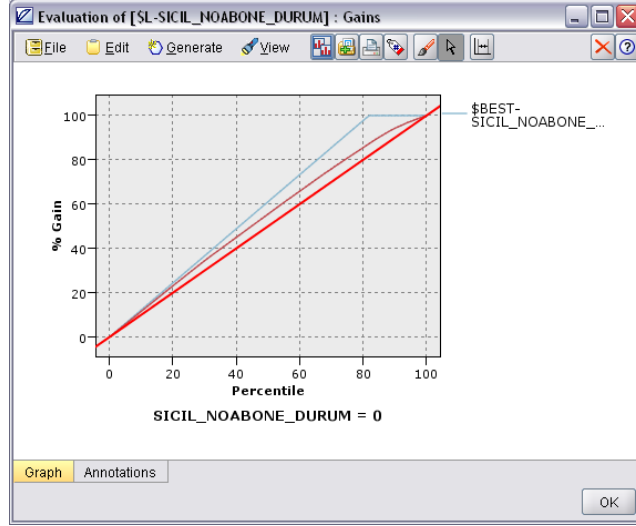 Evaluation of [$L-SICIL_NOABONE_DURUM] : Gains
File Edit Generate View
$BEST-
SICIL_NOABONE_...
100
80
60
40
20
0
% Gain
0 20 40 60 80 100
Percentile
SICIL_NOABONE_DURUM = 0
Graph Annotations
OK